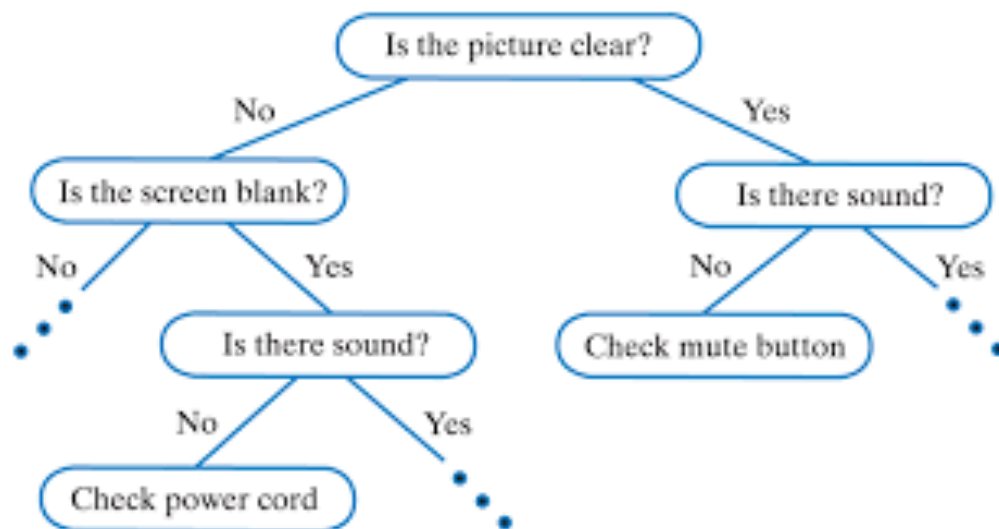 Is the picture clear?
No
Yes
Is the screen blank?
Is there sound?
No
Yes
No
Yes
Is there sound?
Check mute button
No
Yes
Check power cord